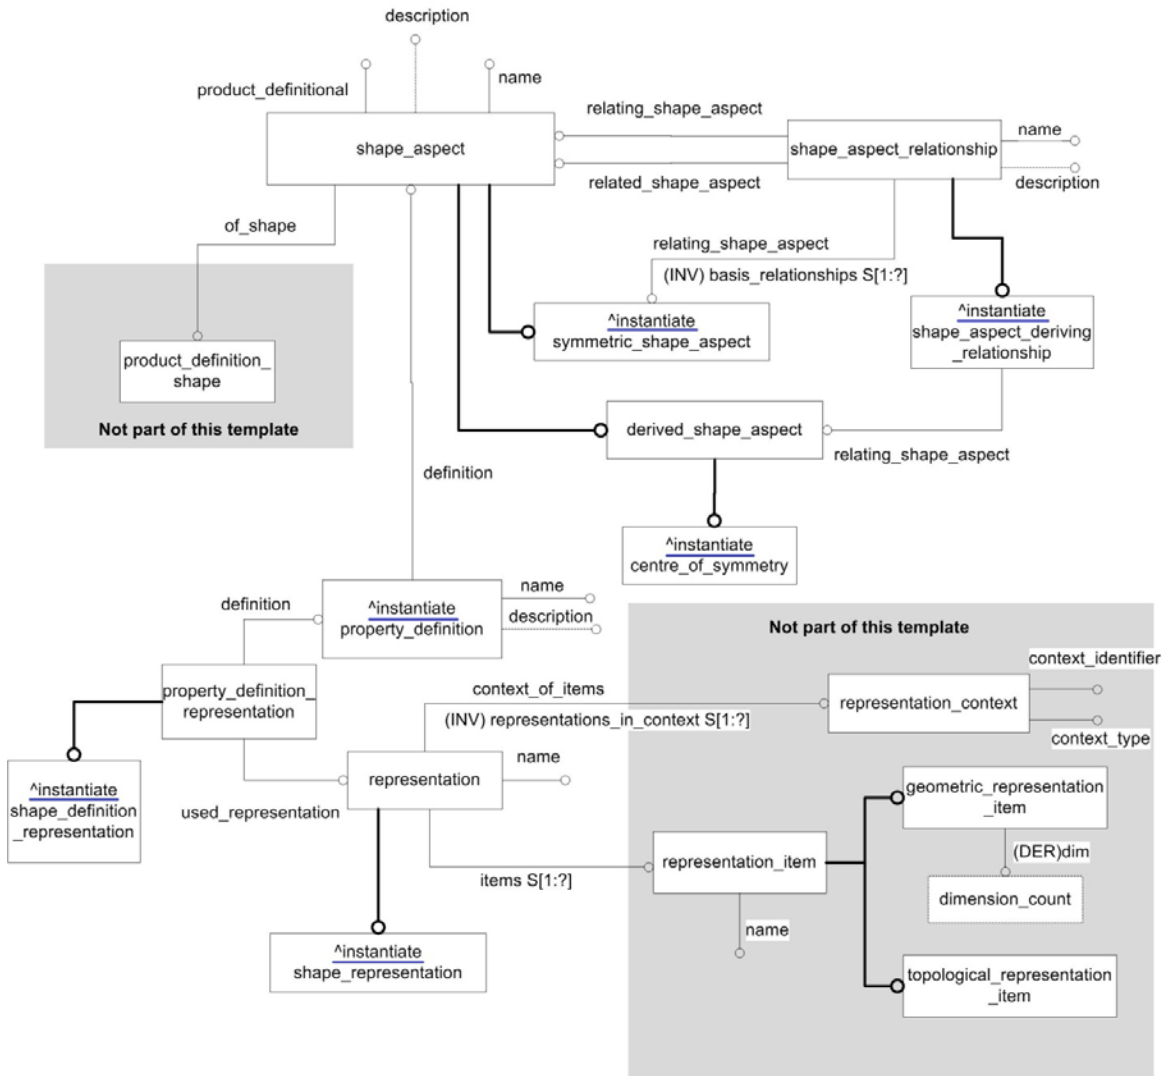 description
product_definitional
name
shape_aspect
relating_shape_aspect
related_shape_aspect
shape_aspect_relationship
name
description
of_shape
relating_shape_aspect
(INV) basis_relationships S[1:?]
^instantiate
symmetric_shape_aspect
^instantiate
shape_aspect_deriving
_relationship
product_definition_
shape
Not part of this template
derived_shape_aspect
relating_shape_aspect
definition
^instantiate
centre_of_symmetry
definition
^instantiate
property_definition
name
description
Not part of this template
property_definition_
representation
context_of_items
(INV) representations_in_context S[1:?]
representation_context
context_identifier
context_type
^instantiate
shape_definition
_representation
used_representation
representation
name
items S[1:?]
representation_item
name
geometric_representation
_item
(DER)dim
dimension_count
topological_representation
_item
^instantiate
shape_representation